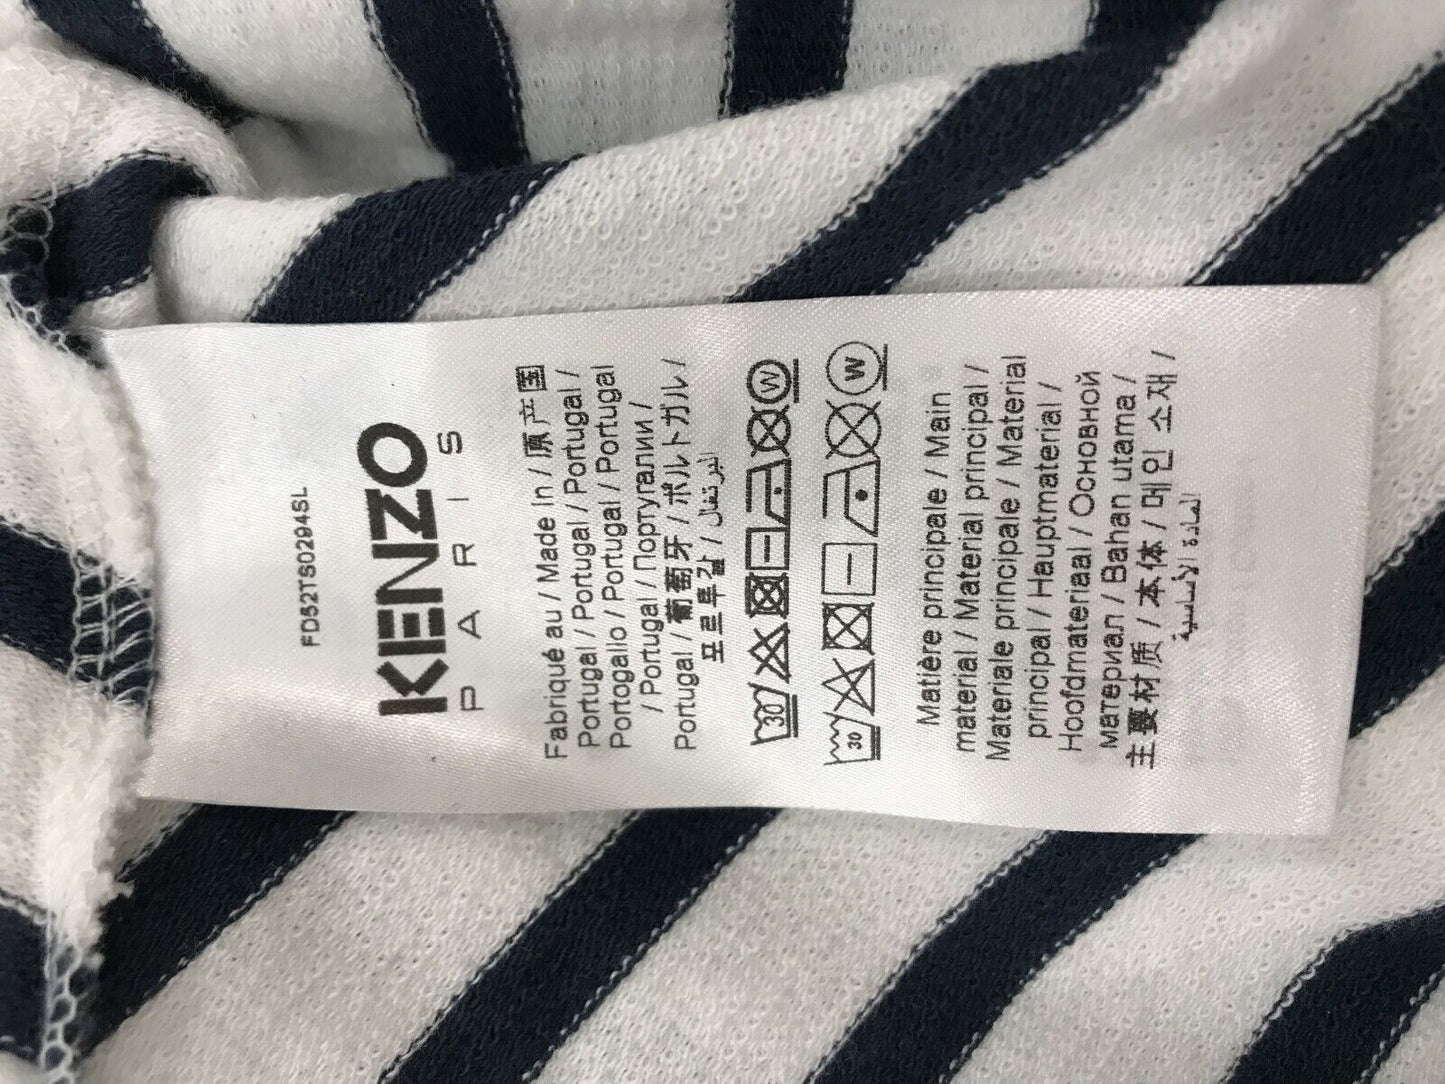 FD52TS0294SL
KENZO
PARIS
Fabriqué au / Made In / 原产国
Portugal / Portugal / Portugal /
Portogallo / Portugal / Portugal
/ Portugal / Португалии /
Portugal / 葡萄牙 / ポルトガル /
포르투갈 / البرتغال
30 W
30 W
Matière principale / Main
material / Material principal /
Materiale principale / Material
principal / Hauptmaterial /
Hoofdmateriaal / Основной
материал / Bahan utama /
主要材质 / 本体 / 메인 소재 /
المادة الأساسية